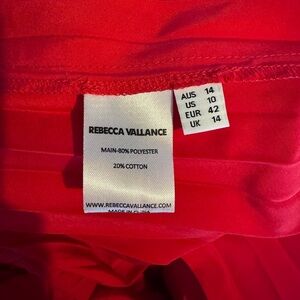 REBECCA VALLANCE
MAIN-80% POLYESTER
20% COTTON
WWW.REBECCAVALLANCE.COM
MADE IN CHINA
AUS 14
US 10
EUR 42
UK 14